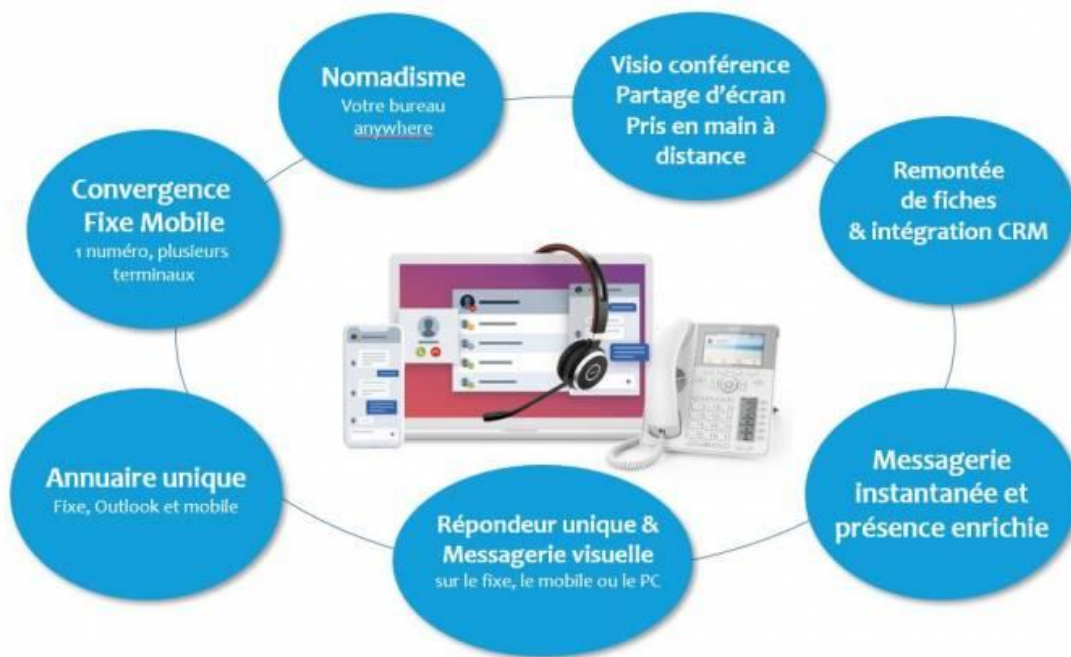 Nomadisme
Votre bureau
anywhere
Visio conférence
Partage d'écran
Pris en main à
distance
Remontée
de fiches
& intégration CRM
Messagerie
instantanée et
présence enrichie
Répondeur unique &
Messagerie visuelle
sur le fixe, le mobile ou le PC
Annuaire unique
Fixe, Outlook et mobile
Convergence
Fixe Mobile
1 numéro, plusieurs
terminaux